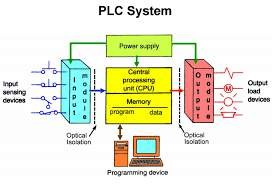 PLC System
Power supply
Input
sensing
devices
Input
module
Central
processing
unit (CPU)
Memory
program data
Output
module
Output
load devices
Optical
Isolation
Optical
Isolation
Programming device
M